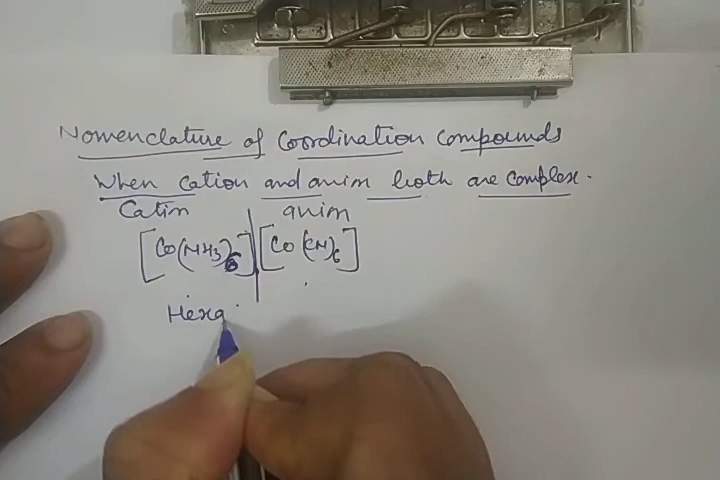 Nomenclature of Coordination Compounds
When Cation and anion both are Complex.
Cation anion
[Co(NH3)6] [Co(CN)6]
Hexa